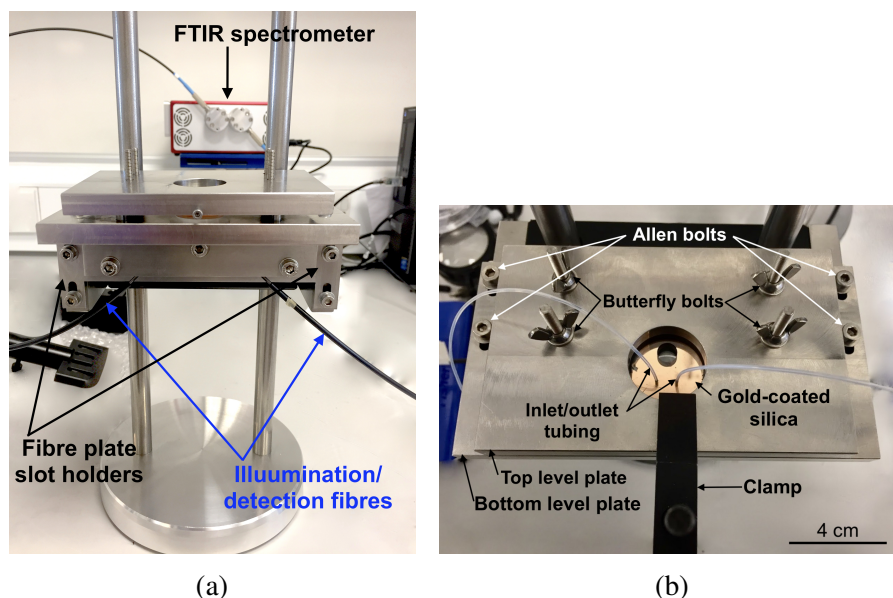 FTIR spectrometer
Fibre plate
slot holders
Illuumination/
detection fibres
(a)
Allen bolts
Butterfly bolts
Inlet/outlet
tubing
Gold-coated
silica
Top level plate
Bottom level plate
Clamp
4 cm
(b)